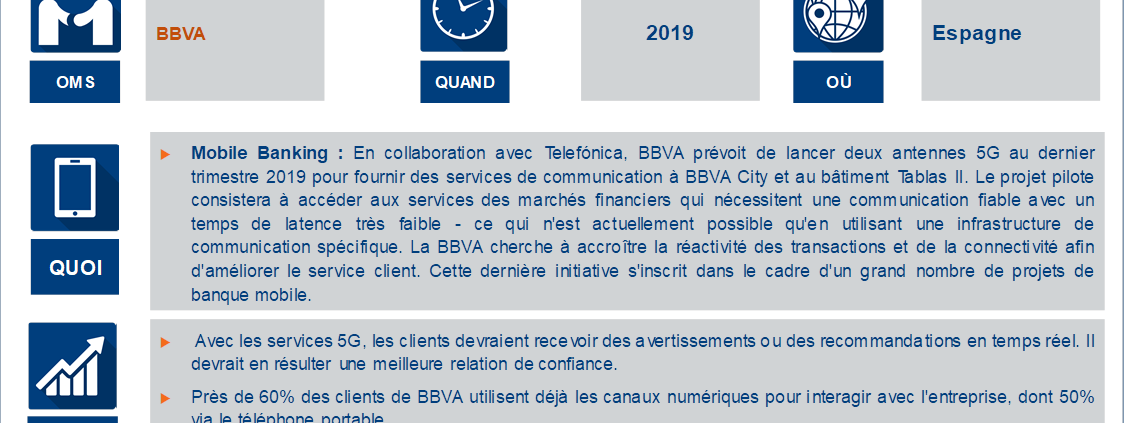 BBVA
2019
Espagne
OMS
QUAND
OÙ
Mobile Banking : En collaboration avec Telefónica, BBVA prévoit de lancer deux antennes 5G au dernier
trimestre 2019 pour fournir des services de communication à BBVA City et au bâtiment Tablas II. Le projet pilote
consistera à accéder aux services des marchés financiers qui nécessitent une communication fiable avec un
temps de latence très faible - ce qui n'est actuellement possible qu'en utilisant une infrastructure de
communication spécifique. La BBVA cherche à accroître la réactivité des transactions et de la connectivité afin
d'améliorer le service client. Cette dernière initiative s'inscrit dans le cadre d'un grand nombre de projets de
banque mobile.
QUOI
Avec les services 5G, les clients devraient recevoir des avertissements ou des recommandations en temps réel. Il
devrait en résulter une meilleure relation de confiance.
Près de 60% des clients de BBVA utilisent déjà les canaux numériques pour interagir avec l'entreprise, dont 50%
via le téléphone portable